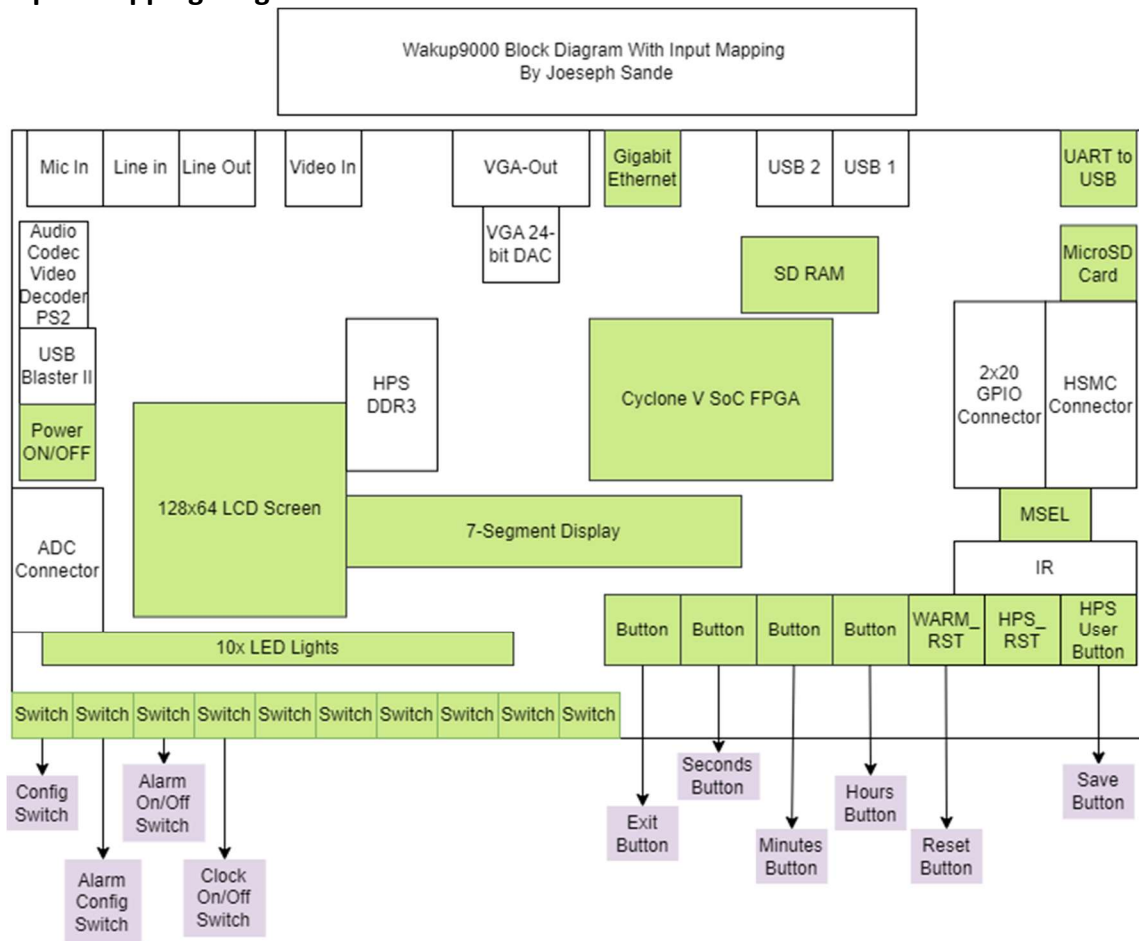 Wakup9000 Block Diagram With Input Mapping
By Joeseph Sande
Mic In
Line in
Line Out
Video In
VGA-Out
Gigabit
Ethernet
USB 2
USB 1
UART to
USB
Audio
Codec
Video
Decoder
PS2
VGA 24-
bit DAC
SD RAM
MicroSD
Card
USB
Blaster II
HPS
DDR3
Cyclone V SoC FPGA
2x20
GPIO
Connector
HSMC
Connector
Power
ON/OFF
128x64 LCD Screen
7-Segment Display
MSEL
ADC
Connector
IR
10x LED Lights
Button
Button
Button
Button
WARM_
RST
HPS_
RST
HPS
User
Button
Switch
Switch
Switch
Switch
Switch
Switch
Switch
Switch
Switch
Switch
Config
Switch
Alarm
On/Off
Switch
Seconds
Button
Hours
Button
Save
Button
Exit
Button
Minutes
Button
Reset
Button
Alarm
Config
Switch
Clock
On/Off
Switch